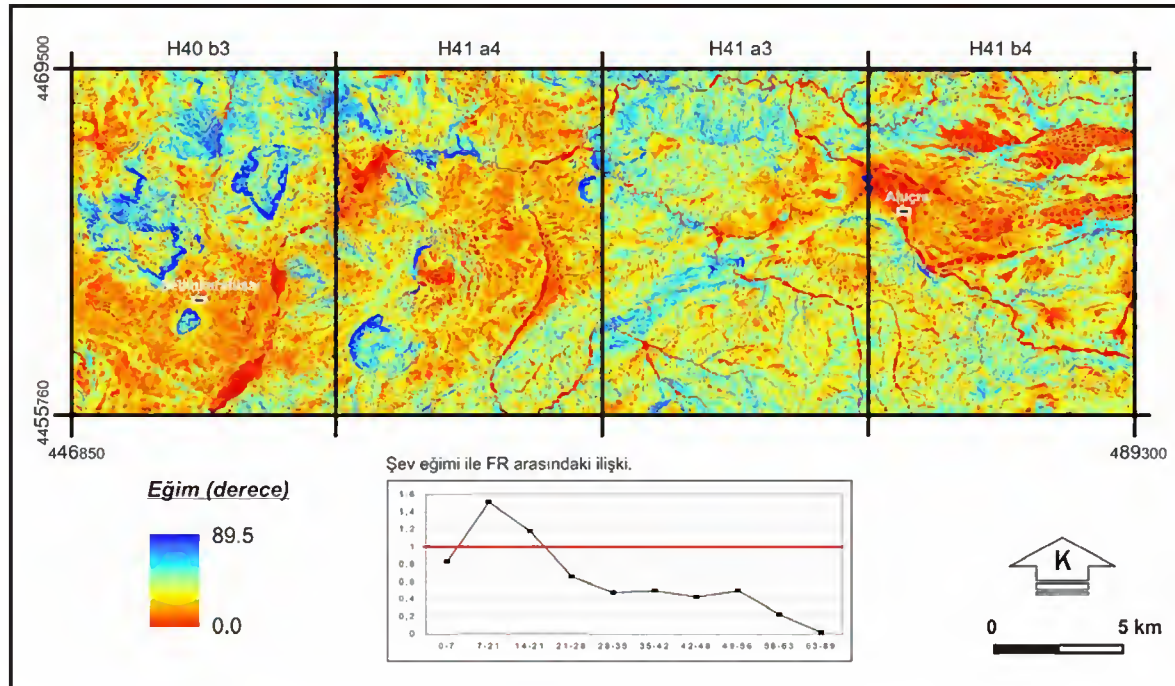 H40 b3 H41 a4 H41 a3 H41 b4
4469500
Aluçra
4455760
446850 489300
Şev eğimi ile FR arasındaki ilişki.
Eğim (derece)
89.5
0.0
1,6
1,4
1,2
1
0,8
0,6
0,4
0,2
0
0-7 7-21 14-21 21-28 28-35 35-42 42-48 49-56 56-63 63-89
K
0 5 km